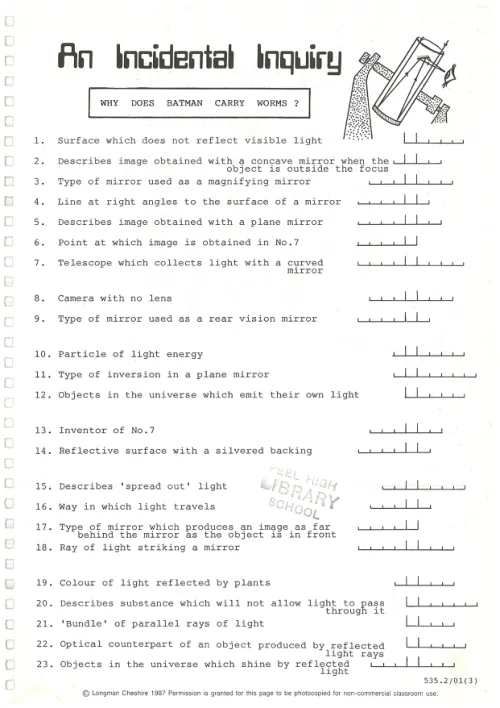 An Incidental Inquiry
WHY DOES BATMAN CARRY WORMS ?
1. Surface which does not reflect visible light
2. Describes image obtained with a concave mirror when the
object is outside the focus
3. Type of mirror used as a magnifying mirror
4. Line at right angles to the surface of a mirror
5. Describes image obtained with a plane mirror
6. Point at which image is obtained in No.7
7. Telescope which collects light with a curved
mirror
8. Camera with no lens
9. Type of mirror used as a rear vision mirror
10. Particle of light energy
11. Type of inversion in a plane mirror
12. Objects in the universe which emit their own light
13. Inventor of No.7
14. Reflective surface with a silvered backing
PEEL HIGH
LIBRARY
SCHOOL
15. Describes 'spread out' light
16. Way in which light travels
17. Type of mirror which produces an image as far
behind the mirror as the object is in front
18. Ray of light striking a mirror
19. Colour of light reflected by plants
20. Describes substance which will not allow light to pass
through it
21. 'Bundle' of parallel rays of light
22. Optical counterpart of an object produced by reflected
light rays
23. Objects in the universe which shine by reflected
light
535.2/01(3)
© Longman Cheshire 1987 Permission is granted for this page to be photocopied for non-commercial classroom use.